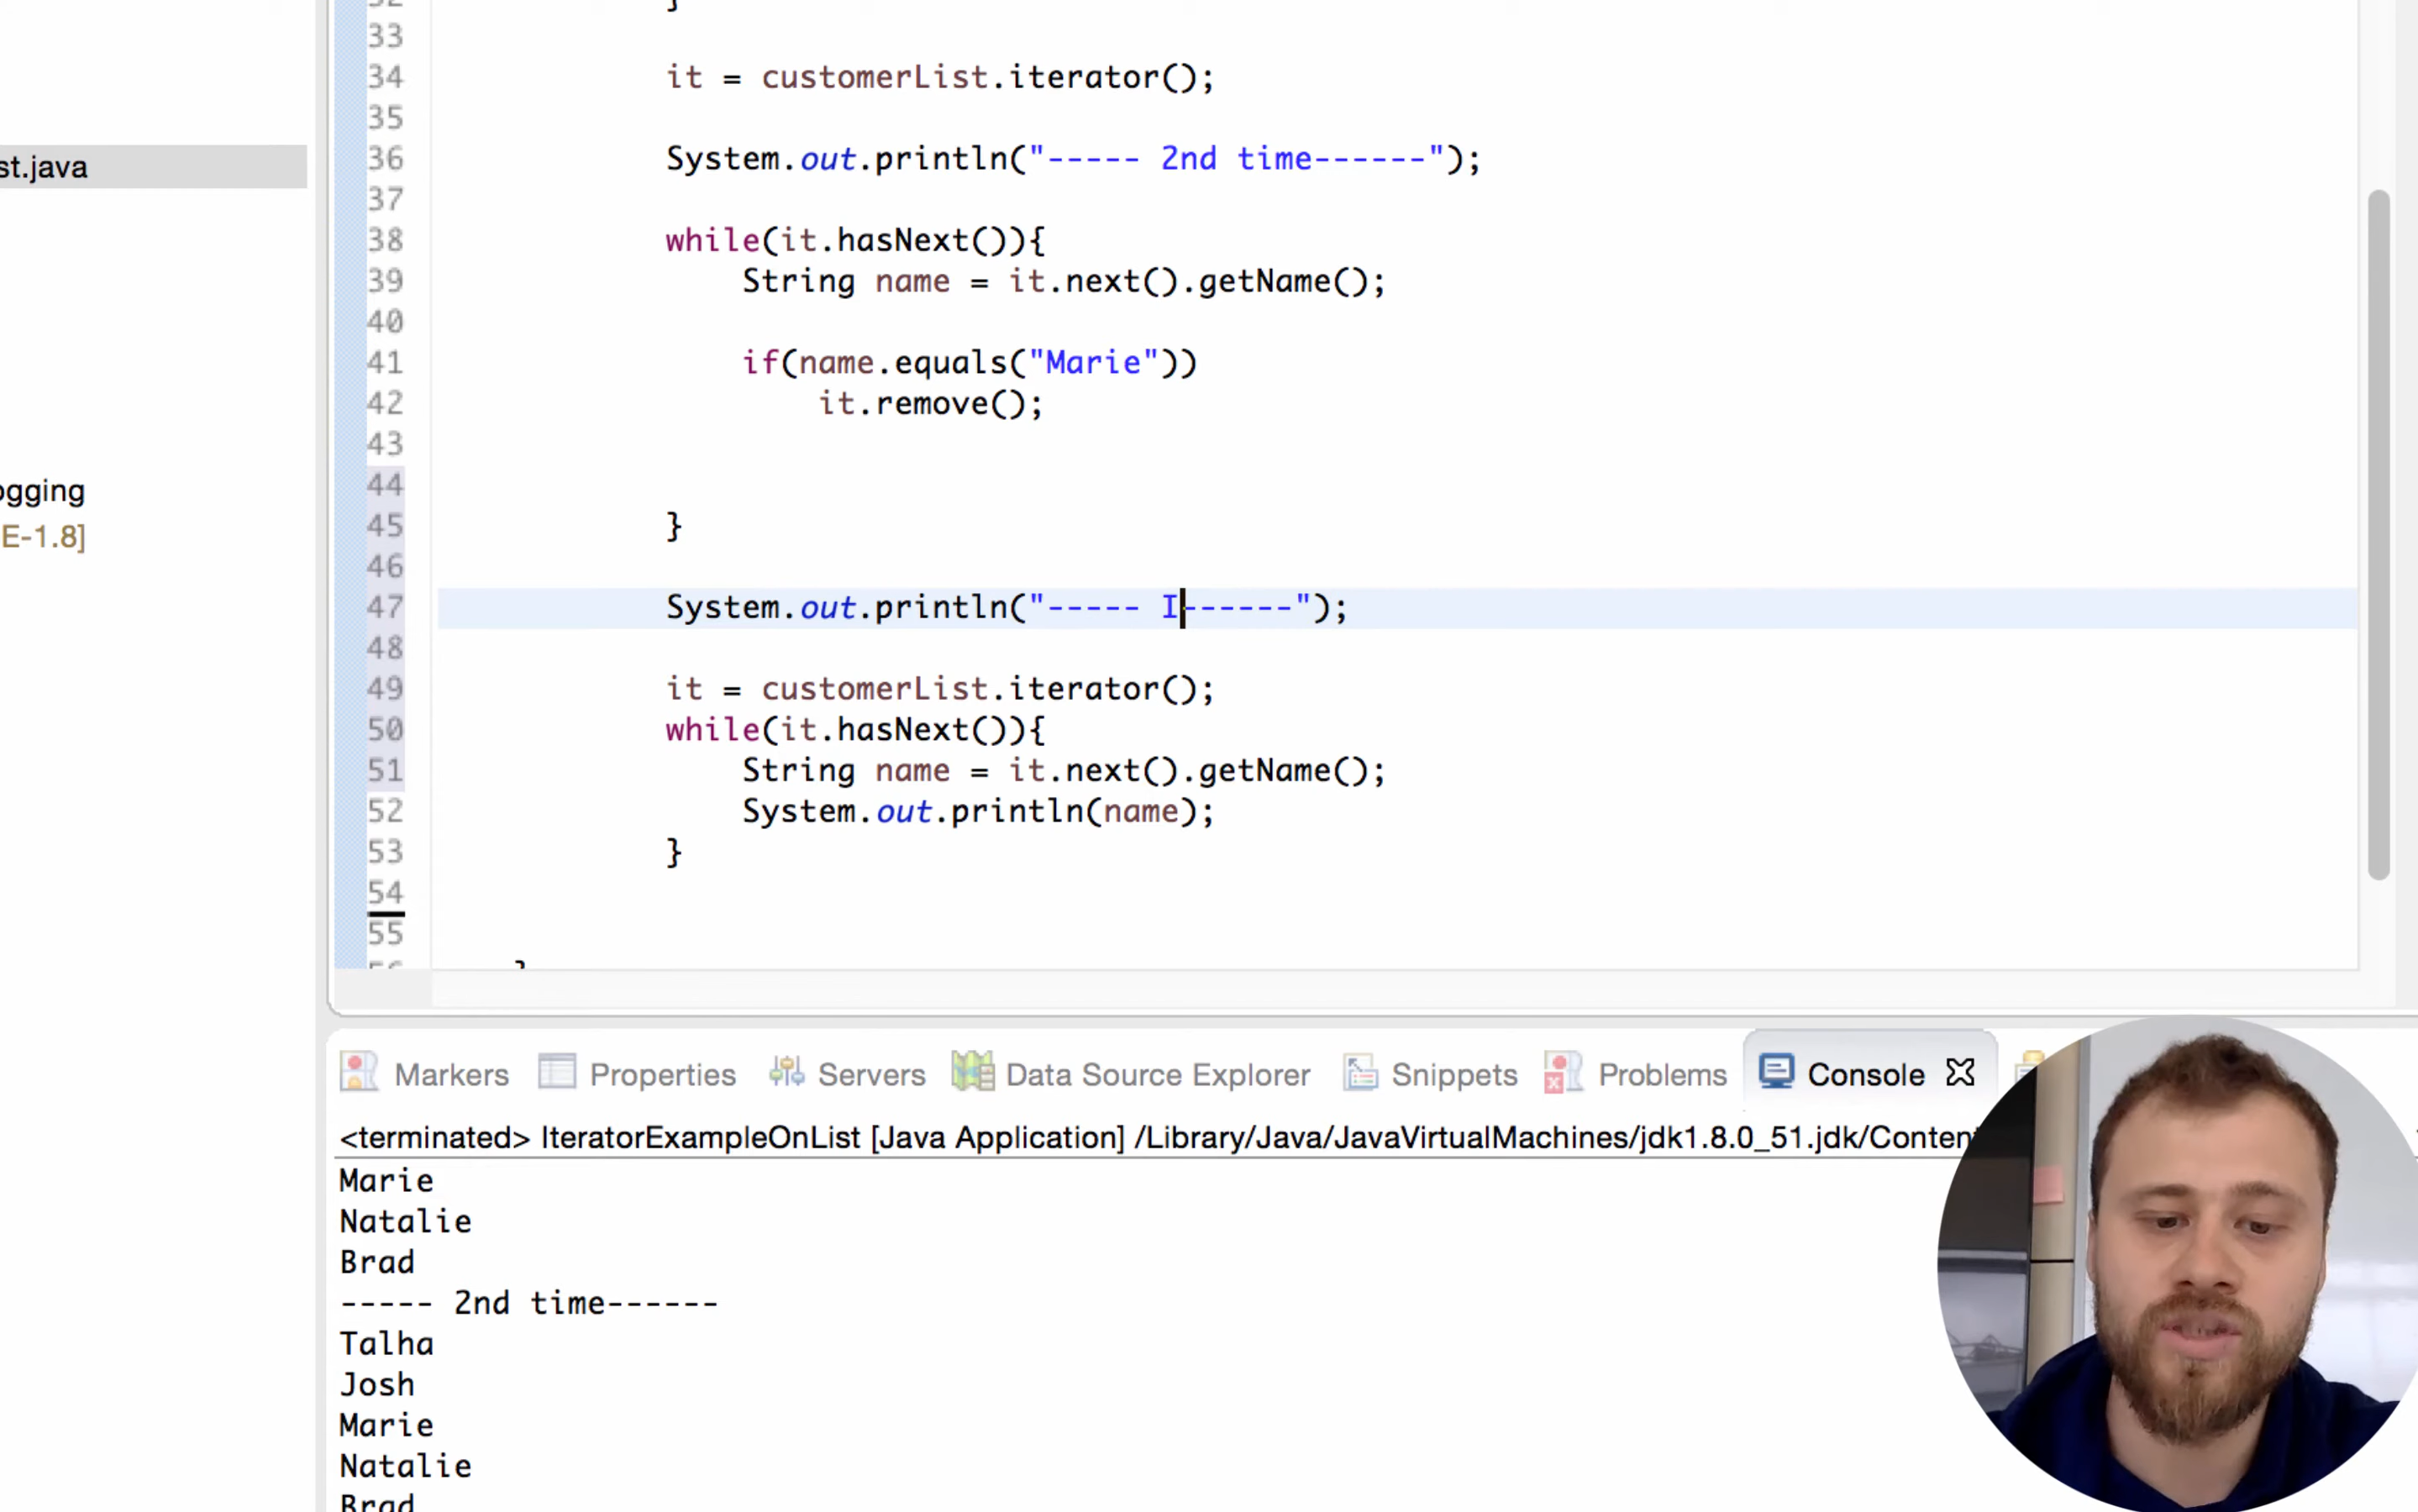 33
34 it = customerList.iterator();
35
36 System.out.println("----- 2nd time------");
37
38 while(it.hasNext()){
39 String name = it.next().getName();
40
41 if(name.equals("Marie"))
42 it.remove();
43
44
45 }
46
47 System.out.println("----- I------");
48
49 it = customerList.iterator();
50 while(it.hasNext()){
51 String name = it.next().getName();
52 System.out.println(name);
53 }
54
55
}
st.java
ogging
E-1.8]
Markers Properties Servers Data Source Explorer Snippets Problems Console
<terminated> IteratorExampleOnList [Java Application] /Library/Java/JavaVirtualMachines/jdk1.8.0_51.jdk/Conten
Marie
Natalie
Brad
----- 2nd time------
Talha
Josh
Marie
Natalie
Brad